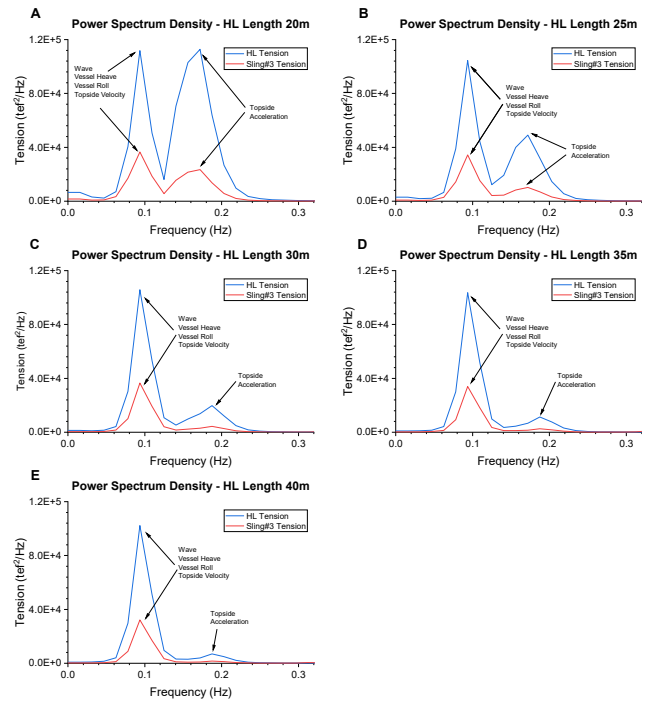 A
Power Spectrum Density - HL Length 20m
1.2E+5
8.0E+4
4.0E+4
0.0E+0
Tension (tef²/Hz)
HL Tension
Sling#3 Tension
Wave
Vessel Heave
Vessel Roll
Topside Velocity
Topside
Acceleration
0.0
0.1
0.2
0.3
Frequency (Hz)
B
Power Spectrum Density - HL Length 25m
1.2E+5
8.0E+4
4.0E+4
0.0E+0
Tension (tef²/Hz)
HL Tension
Sling#3 Tension
Wave
Vessel Heave
Vessel Roll
Topside Velocity
Topside
Acceleration
0.0
0.1
0.2
0.3
Frequency (Hz)
C
Power Spectrum Density - HL Length 30m
1.2E+5
8.0E+4
4.0E+4
0.0E+0
Tension (tef²/Hz)
HL Tension
Sling#3 Tension
Wave
Vessel Heave
Vessel Roll
Topside Velocity
Topside
Acceleration
0.0
0.1
0.2
0.3
Frequency (Hz)
D
Power Spectrum Density - HL Length 35m
1.2E+5
8.0E+4
4.0E+4
0.0E+0
Tension (tef²/Hz)
HL Tension
Sling#3 Tension
Wave
Vessel Heave
Vessel Roll
Topside Velocity
Topside
Acceleration
0.0
0.1
0.2
0.3
Frequency (Hz)
E
Power Spectrum Density - HL Length 40m
1.2E+5
8.0E+4
4.0E+4
0.0E+0
Tension (tef²/Hz)
HL Tension
Sling#3 Tension
Wave
Vessel Heave
Vessel Roll
Topside Velocity
Topside
Acceleration
0.0
0.1
0.2
0.3
Frequency (Hz)